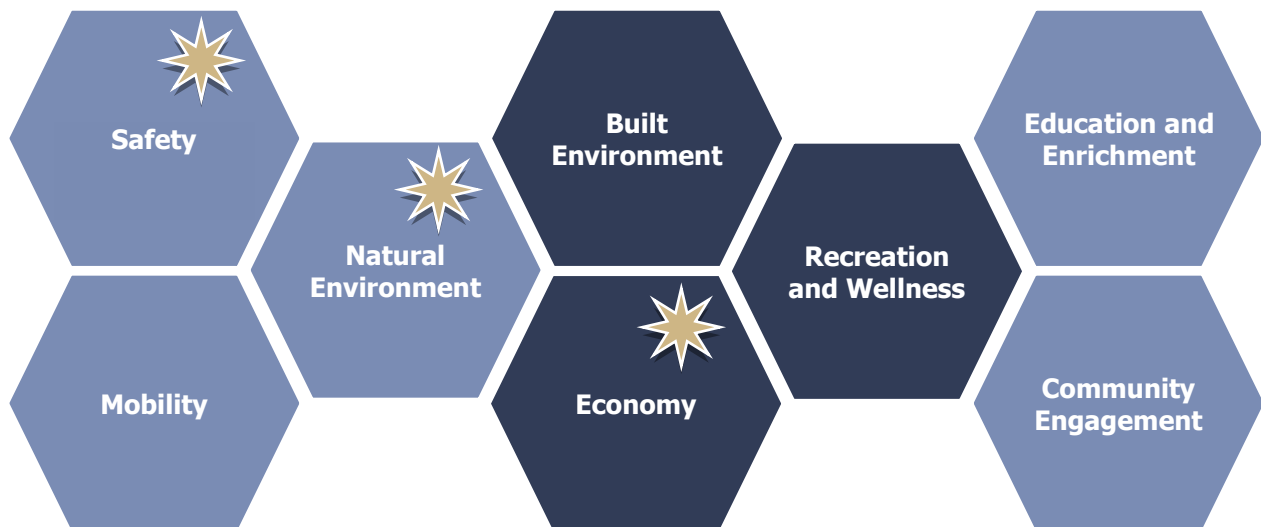 Safety
Mobility
Natural
Environment
Built
Environment
Economy
Recreation
and Wellness
Education and
Enrichment
Community
Engagement